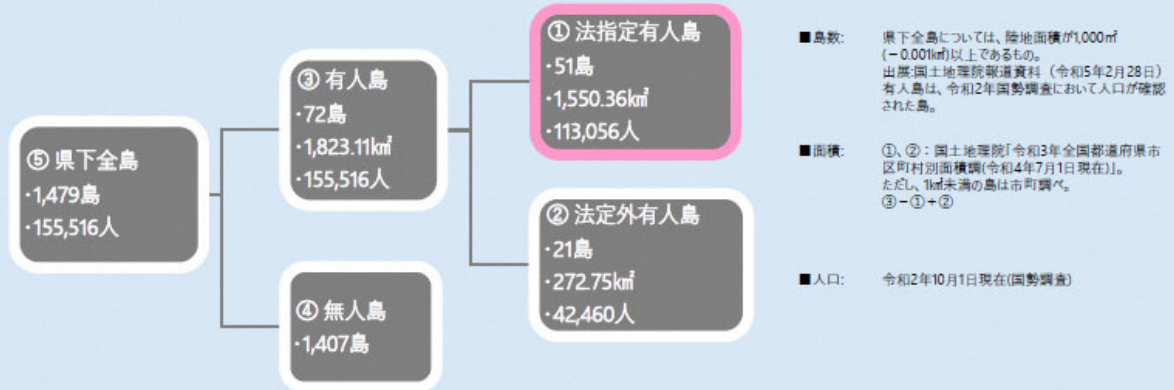 ⑤ 県下全島
・1,479島
・155,516人
③ 有人島
・72島
・1,823.11k㎡
・155,516人
④ 無人島
・1,407島
① 法指定有人島
・51島
・1,550.36k㎡
・113,056人
② 法定外有人島
・21島
・272.75k㎡
・42,460人
■島数:
県下全島については、陸地面積が1,000㎡
(－0.001k㎡)以上であるもの。
出展:国土地理院報道資料（令和5年2月28日）
有人島は、令和2年国勢調査において人口が確認
された島。
■面積:
①、②：国土地理院「令和3年全国都道府県市
区町村別面積調(令和4年7月1日現在)」。
ただし、1k㎡未満の島は市町調べ。
③－①＋②
■人口:
令和2年10月1日現在(国勢調査)